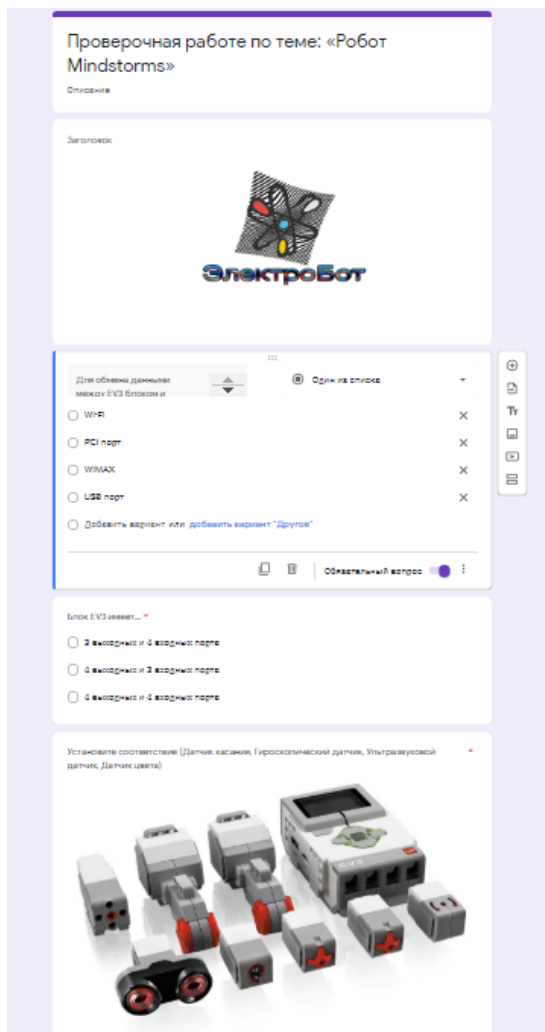 Проверочная работе по теме: «Робот
Mindstorms»
Описание
Заголовок
ЭлектроБот
Для обмена данными
между EV3 блоком и
Один из списка
WI-FI
PCI порт
WIMAX
USB порт
Добавить вариант или добавить вариант "Другое"
Обязательный вопрос
Блок EV3 имеет... *
3 выходных и 4 входных порта
4 выходных и 3 входных порта
4 выходных и 4 входных порта
Установите соответствие (Датчик касания, Гироскопический датчик, Ультразвуковой *
датчик, Датчик цвета)
EV3